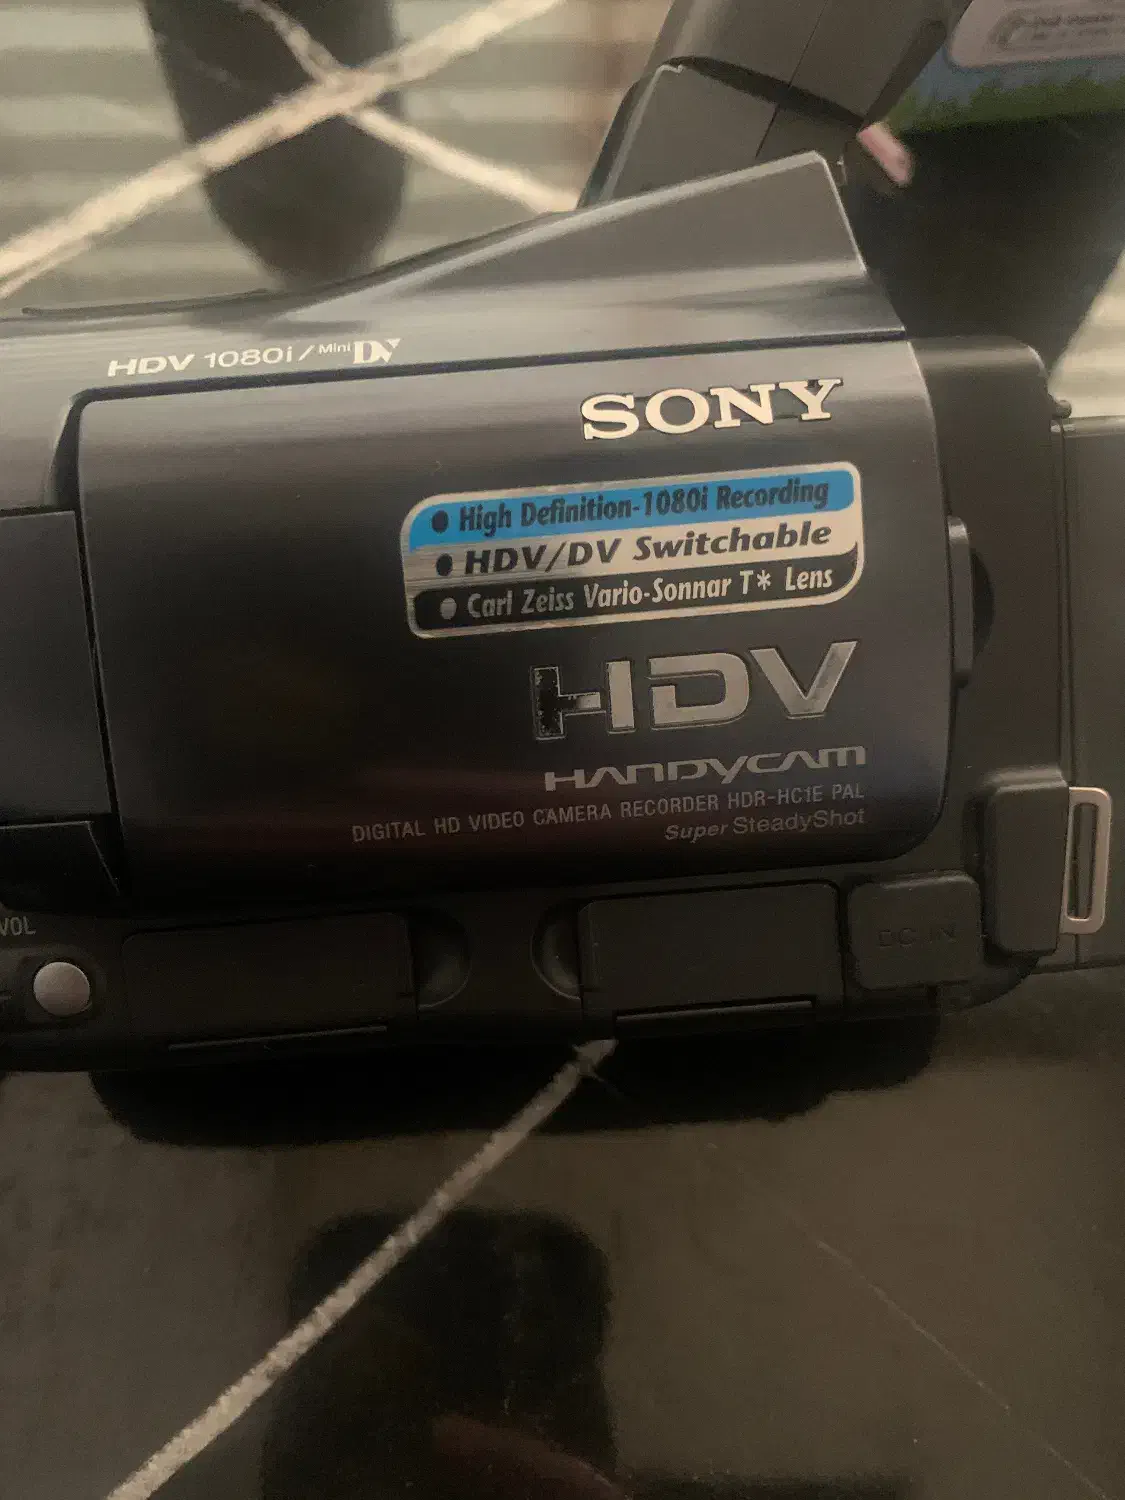 HDV 1080i / Mini DV
SONY
High Definition-1080i Recording
HDV/DV Switchable
Carl Zeiss Vario-Sonnar T* Lens
HDV
HANDYCAM
DIGITAL HD VIDEO CAMERA RECORDER HDR-HC1E PAL
Super SteadyShot
VOL
DC IN